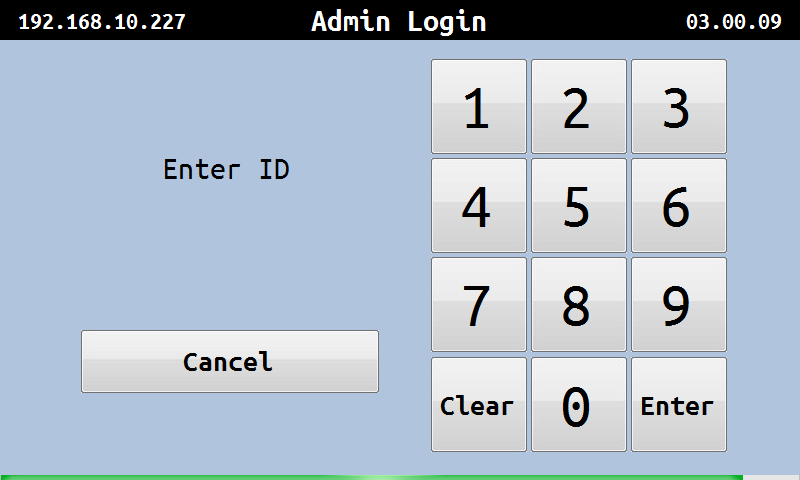 192.168.10.227 Admin Login 03.00.09
Enter ID
1 2 3
4 5 6
7 8 9
Clear 0 Enter
Cancel